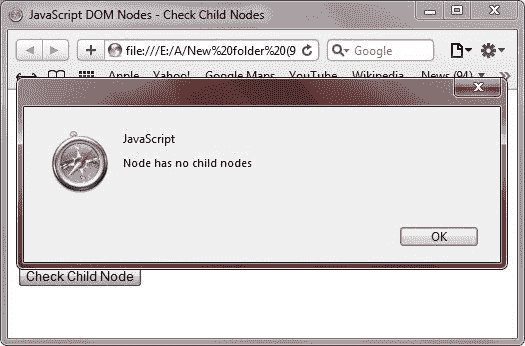 JavaScript DOM Nodes - Check Child Nodes
file:///E:/A/New%20folder%20(9
Google
Apple Yahoo! Google Maps YouTube Wikipedia News (94)
JavaScript
Node has no child nodes
OK
Check Child Node